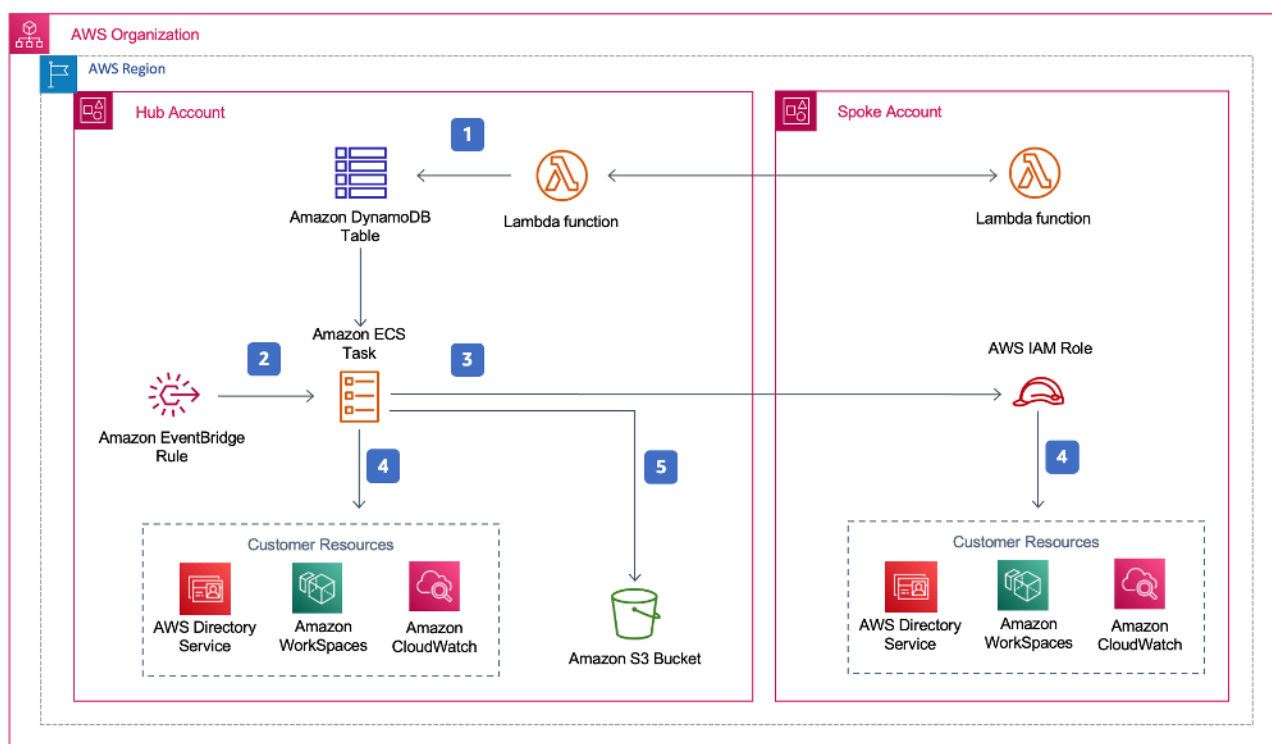 AWS Organization
AWS Region
Hub Account
Spoke Account
1
Amazon DynamoDB
Table
Lambda function
Lambda function
Amazon ECS
Task
2
3
AWS IAM Role
Amazon EventBridge
Rule
4
5
4
Customer Resources
AWS Directory
Service
Amazon
WorkSpaces
Amazon
CloudWatch
Amazon S3 Bucket
Customer Resources
AWS Directory
Service
Amazon
WorkSpaces
Amazon
CloudWatch